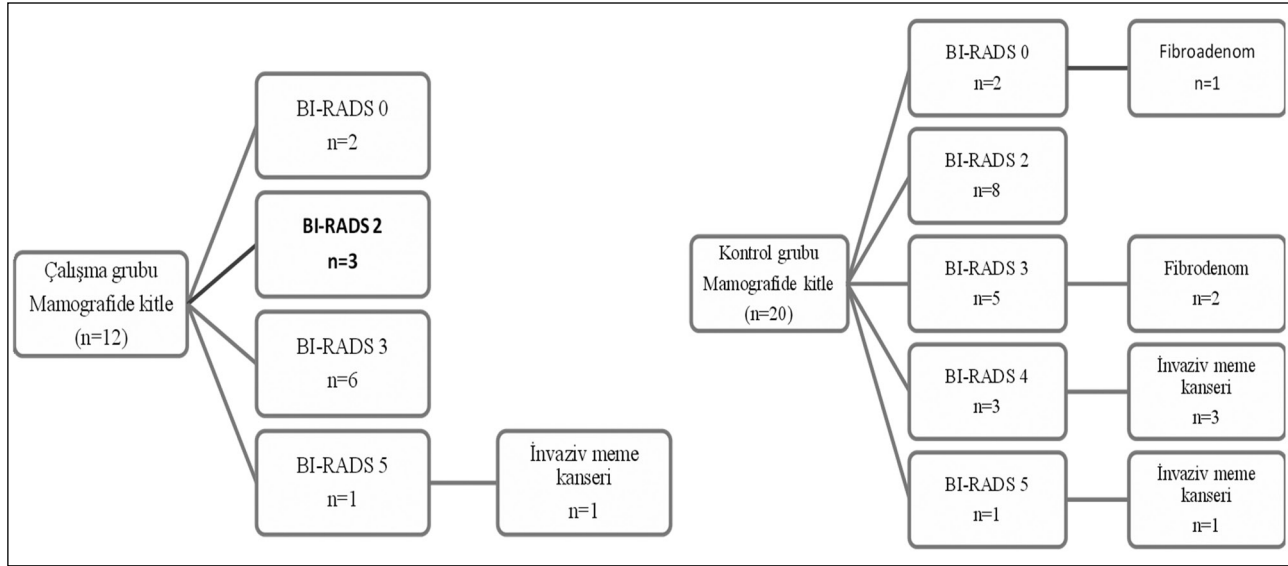 Çalışma grubu
Mamografide kitle
(n=12)
BI-RADS 0
n=2
BI-RADS 2
n=3
BI-RADS 3
n=6
BI-RADS 5
n=1
İnvaziv meme
kanseri
n=1
Kontrol grubu
Mamografide kitle
(n=20)
BI-RADS 0
n=2
Fibroadenom
n=1
BI-RADS 2
n=8
BI-RADS 3
n=5
Fibrodenom
n=2
BI-RADS 4
n=3
İnvaziv meme
kanseri
n=3
BI-RADS 5
n=1
İnvaziv meme
kanseri
n=1